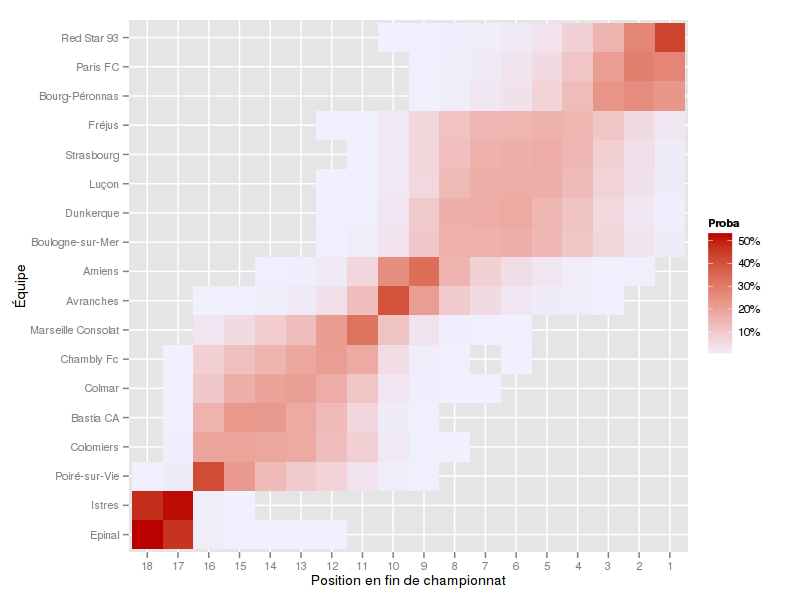 Red Star 93
Paris FC
Bourg-Péronnas
Fréjus
Strasbourg
Luçon
Dunkerque
Boulogne-sur-Mer
Amiens
Avranches
Marseille Consolat
Chambly Fc
Colmar
Bastia CA
Colomiers
Poiré-sur-Vie
Istres
Epinal
Équipe
18 17 16 15 14 13 12 11 10 9 8 7 6 5 4 3 2 1
Position en fin de championnat
Proba
50%
40%
30%
20%
10%